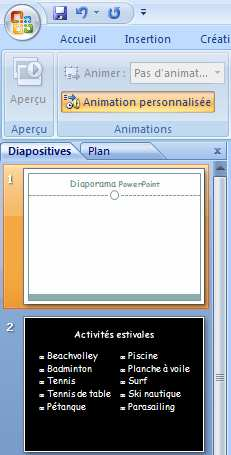 Accueil Insertion Créati
Aperçu
Animer : Pas d'animat...
Animation personnalisée
Aperçu Animations
Diapositives Plan x
1
Diaporama PowerPoint
2
Activités estivales
Beachvolley Piscine
Badminton Planche à voile
Tennis Surf
Tennis de table Ski nautique
Pétanque Parasailing